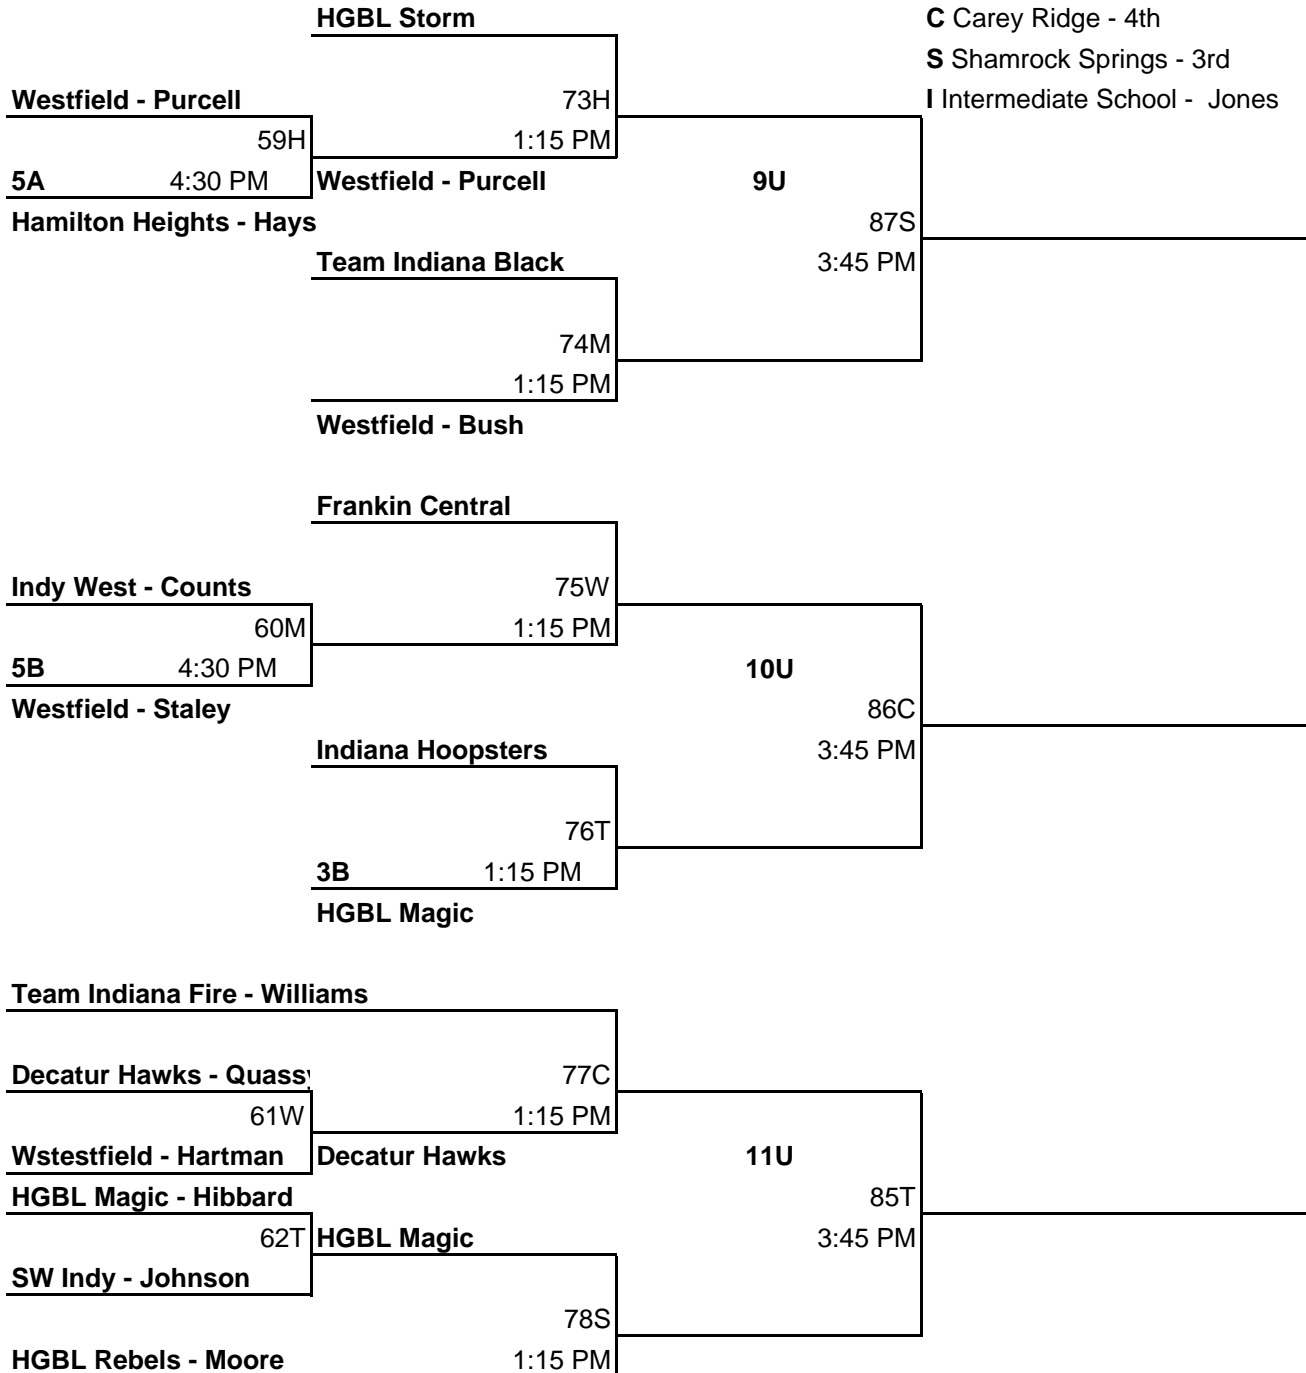 HGBL Storm
C Carey Ridge - 4th
S Shamrock Springs - 3rd
Westfield - Purcell 73H
I Intermediate School - Jones
59H 1:15 PM
5A 4:30 PM Westfield - Purcell 9U
Hamilton Heights - Hays 87S
Team Indiana Black 3:45 PM
74M
1:15 PM
Westfield - Bush
Frankin Central
Indy West - Counts 75W
60M 1:15 PM
5B 4:30 PM 10U
Westfield - Staley 86C
Indiana Hoopsters 3:45 PM
76T
3B 1:15 PM
HGBL Magic
Team Indiana Fire - Williams
Decatur Hawks - Quassy 77C
61W 1:15 PM
Wstestfield - Hartman Decatur Hawks 11U
HGBL Magic - Hibbard 85T
62T HGBL Magic 3:45 PM
SW Indy - Johnson
78S
HGBL Rebels - Moore 1:15 PM